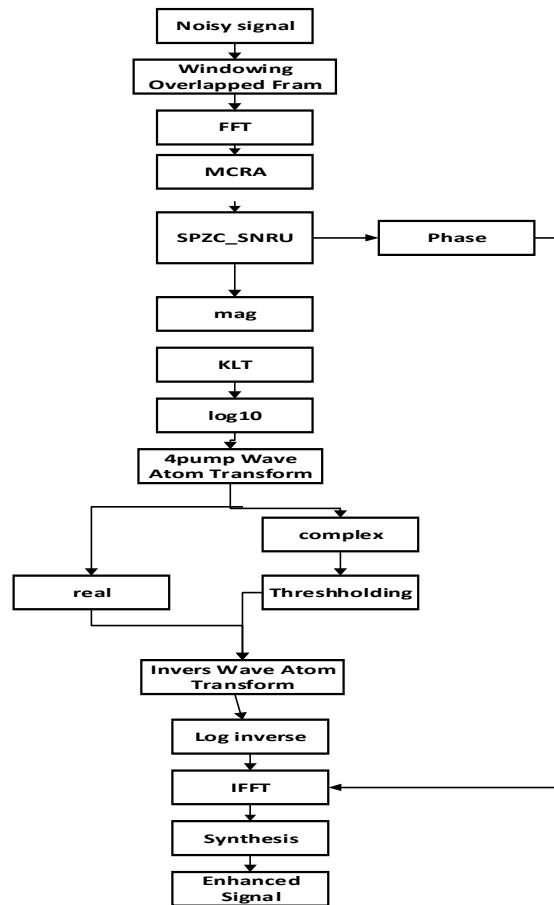 Noisy signal
Windowing
Overlapped Fram
FFT
MCRA
SPZC_SNRU
Phase
mag
KLT
log10
4pump Wave
Atom Transform
complex
real
Threshholding
Invers Wave Atom
Transform
Log inverse
IFFT
Synthesis
Enhanced
Signal